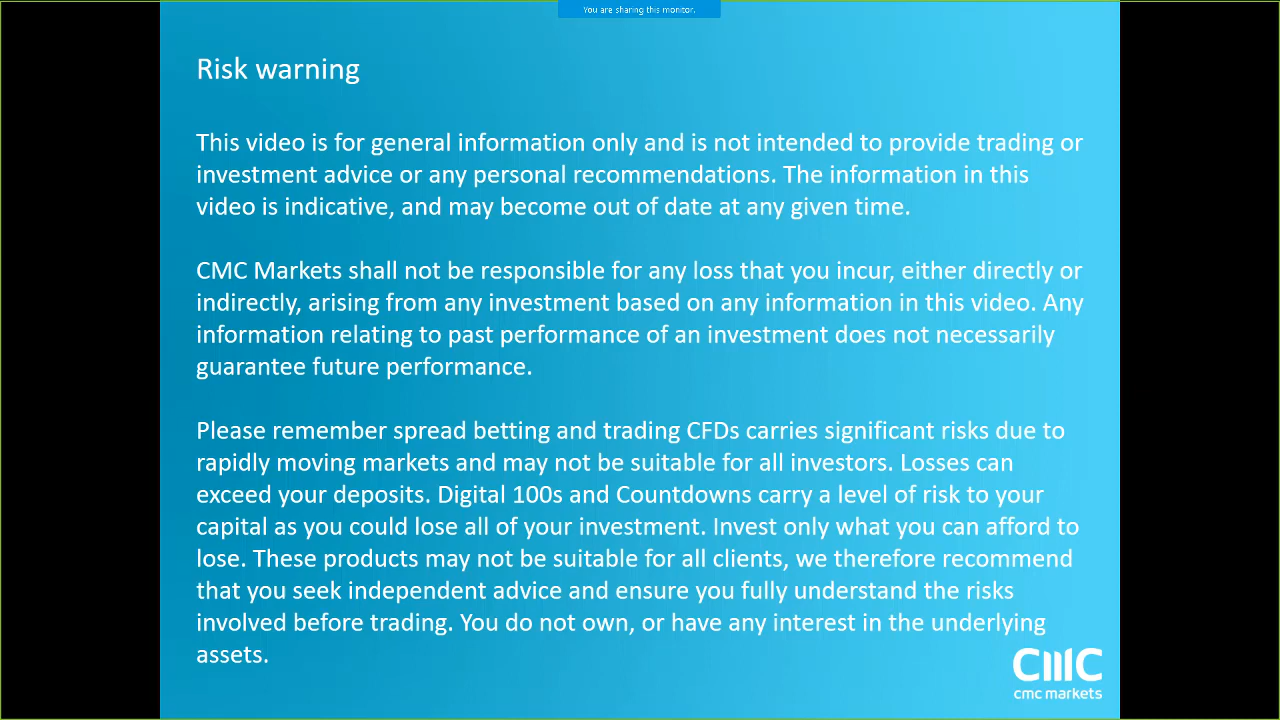 You are sharing this monitor.
Risk warning
This video is for general information only and is not intended to provide trading or
investment advice or any personal recommendations. The information in this
video is indicative, and may become out of date at any given time.
CMC Markets shall not be responsible for any loss that you incur, either directly or
indirectly, arising from any investment based on any information in this video. Any
information relating to past performance of an investment does not necessarily
guarantee future performance.
Please remember spread betting and trading CFDs carries significant risks due to
rapidly moving markets and may not be suitable for all investors. Losses can
exceed your deposits. Digital 100s and Countdowns carry a level of risk to your
capital as you could lose all of your investment. Invest only what you can afford to
lose. These products may not be suitable for all clients, we therefore recommend
that you seek independent advice and ensure you fully understand the risks
involved before trading. You do not own, or have any interest in the underlying
assets.
CMC
cmc markets